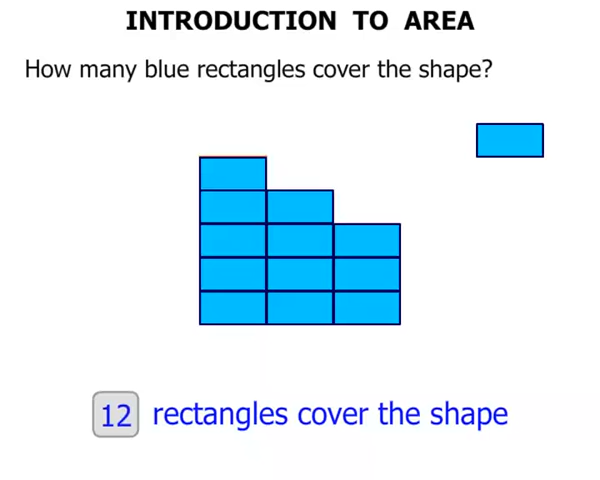 INTRODUCTION TO AREA
How many blue rectangles cover the shape?
12 rectangles cover the shape